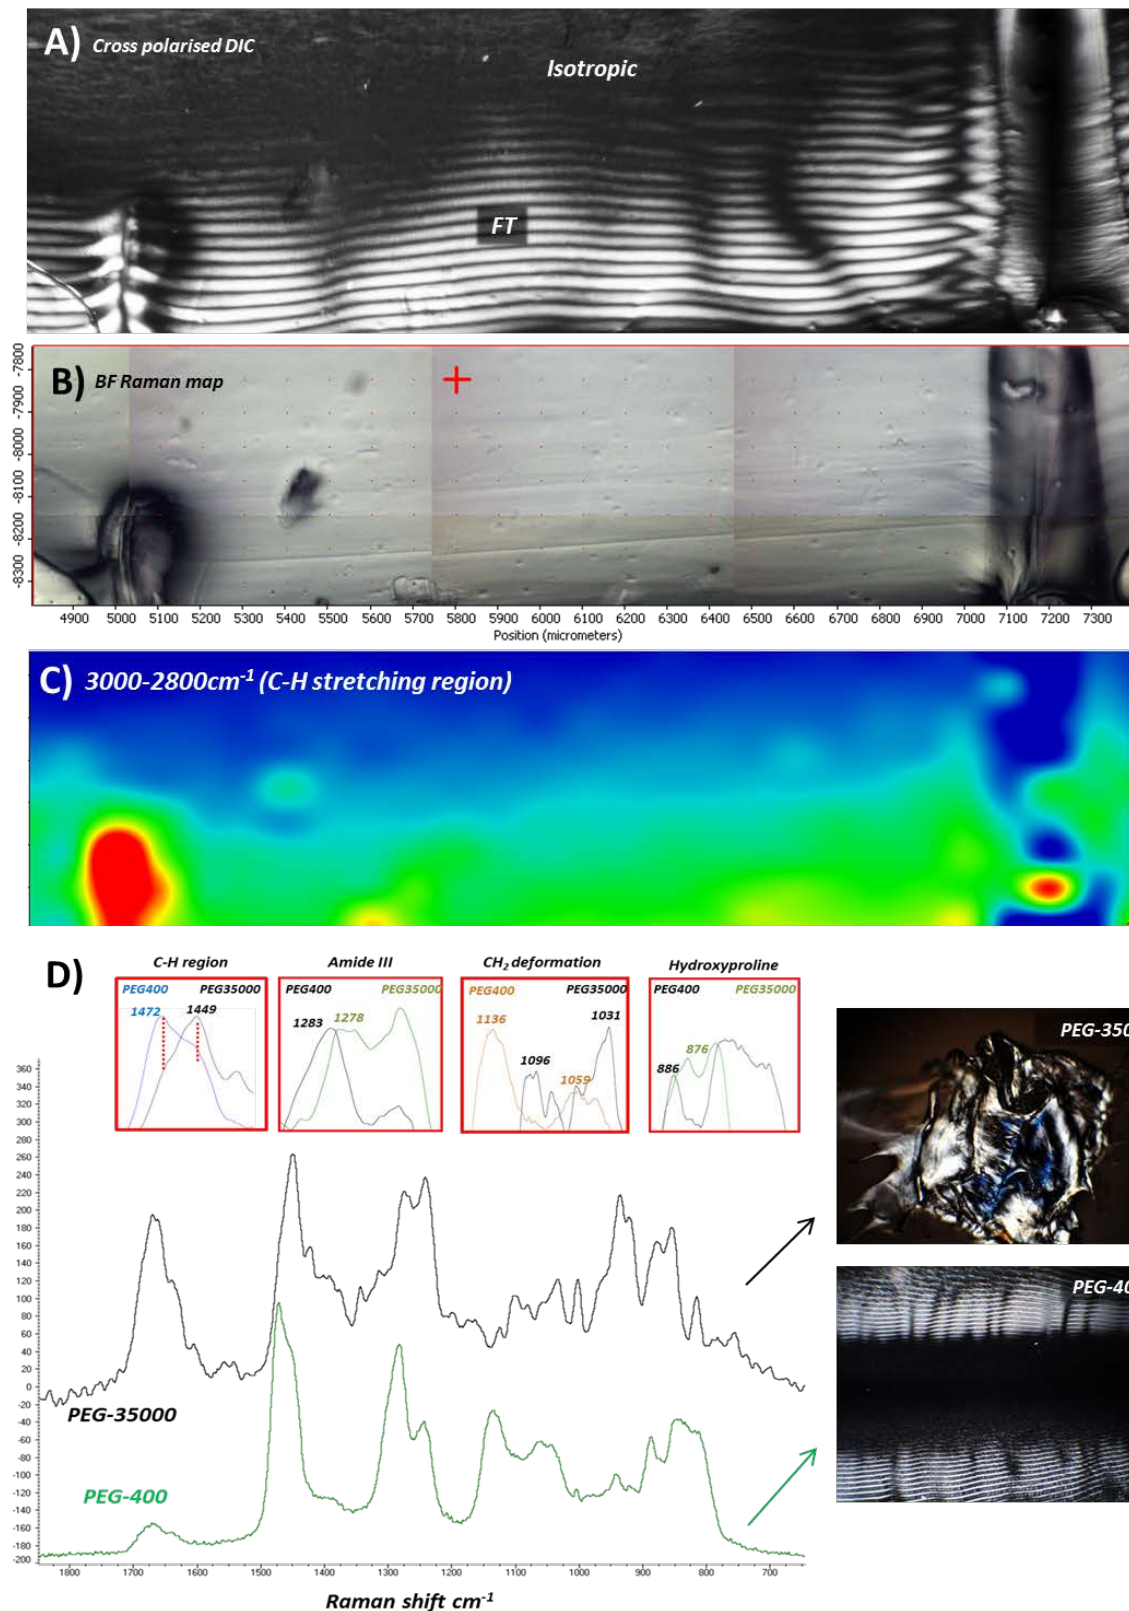 A) Cross polarised DIC
Isotropic
FT
B) BF Raman map
-7800
-7900
-8000
-8100
-8200
-8300
4900 5000 5100 5200 5300 5400 5500 5600 5700 5800 5900 6000 6100 6200 6300 6400 6500 6600 6700 6800 6900 7000 7100 7200 7300
Position (micrometers)
C) 3000-2800cm⁻¹ (C-H stretching region)
D)
C-H region
PEG400 PEG35000
1472 1449
Amide III
PEG400 PEG35000
1283 1278
CH₂ deformation
PEG400 PEG35000
1136 1031
1096
1059
Hydroxyproline
PEG400 PEG35000
886 876
360
340
320
300
280
260
240
220
200
180
160
140
120
100
80
60
40
20
0
-20
-40
-60
-80
-100
-120
-140
-160
-180
-200
PEG-35000
PEG-400
1800 1700 1600 1500 1400 1300 1200 1100 1000 900 800 700
Raman shift cm⁻¹
PEG-350
PEG-40